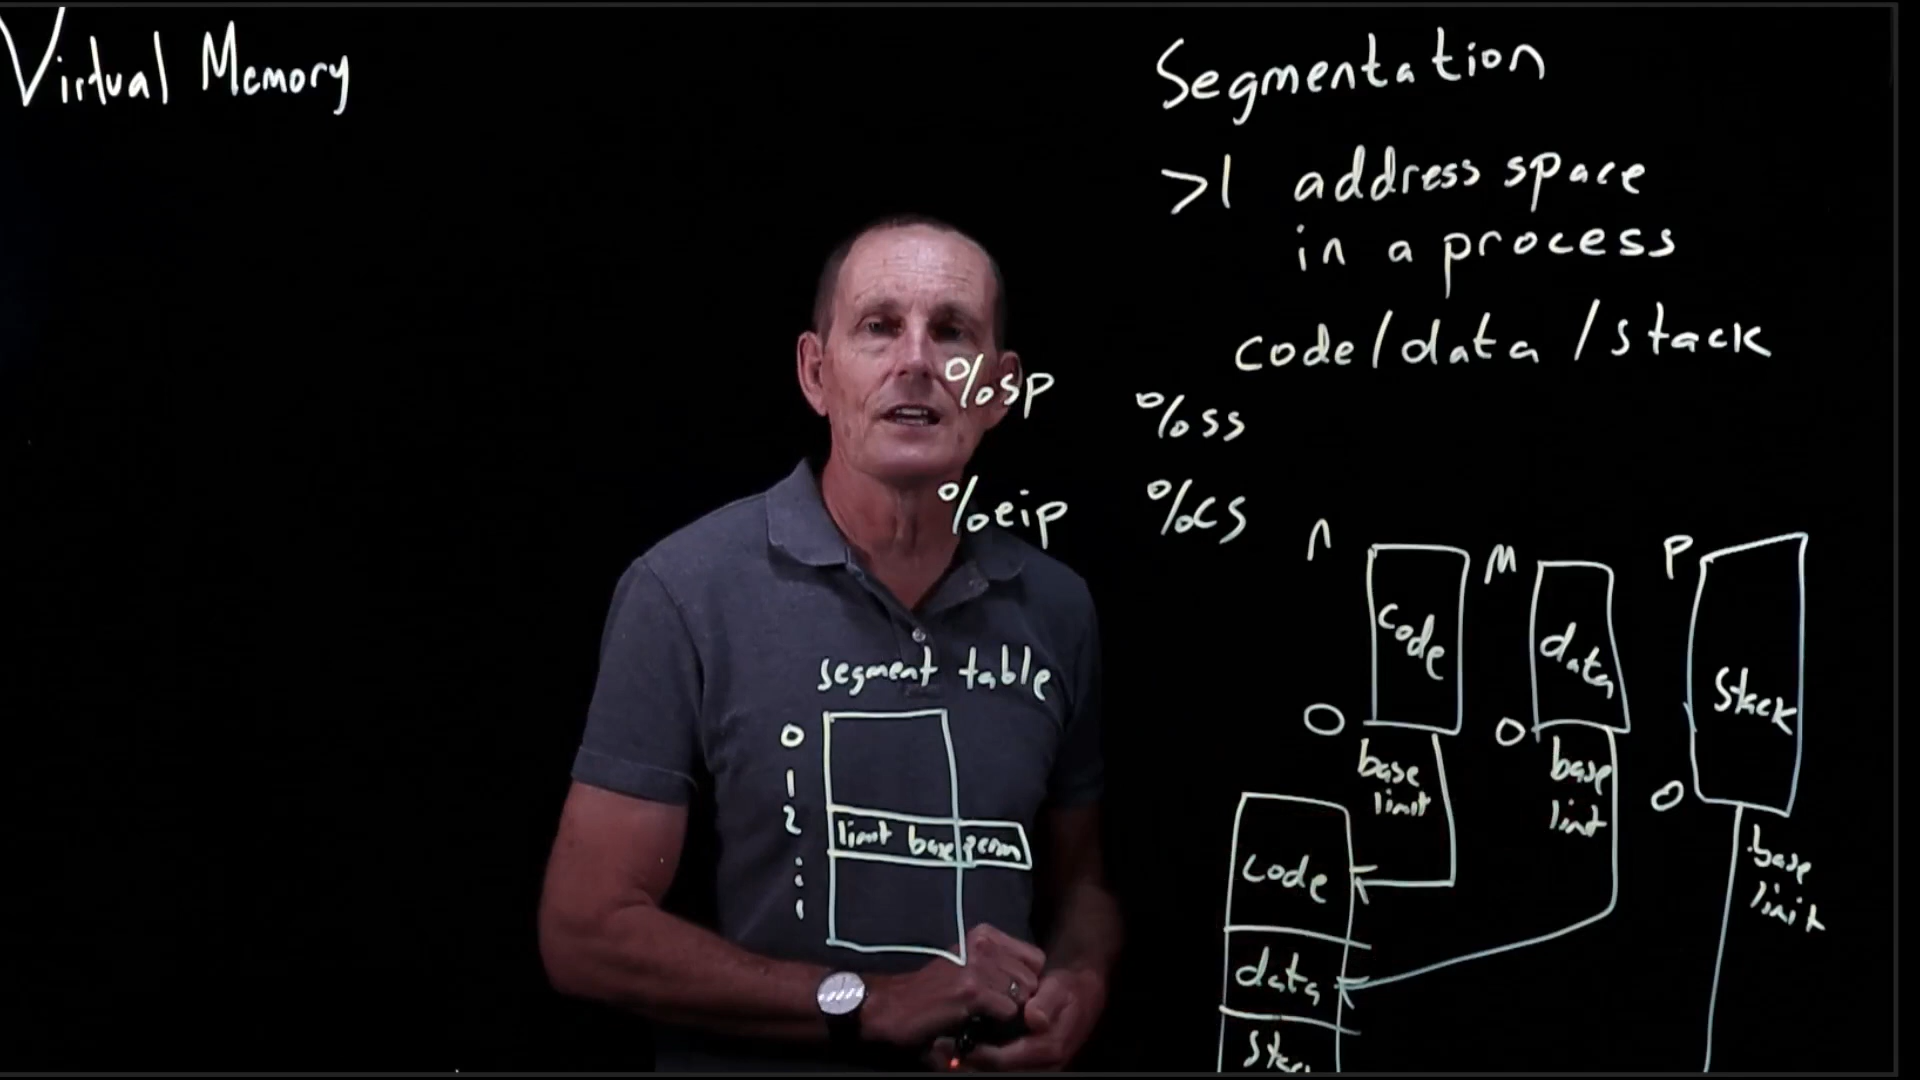 Virtual Memory
Segmentation
>1 address space
in a process
code/data/stack
%sp %ss
%eip %cs
n
code
0
base
limit
M
data
0
base
limit
P
stack
0
base
limit
segment table
0
1
2
limit base perm
code
data